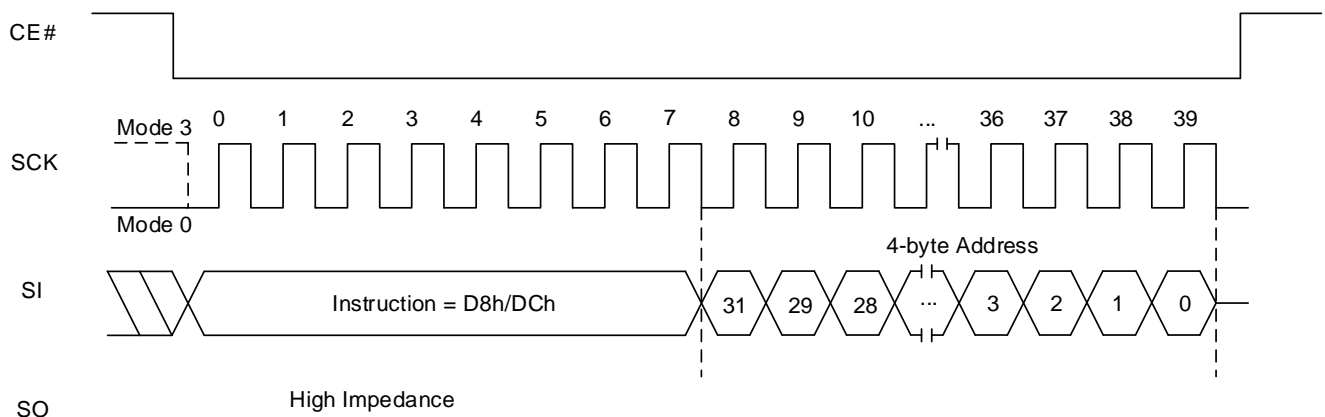 CE#
0 1 2 3 4 5 6 7 8 9 10 ... 36 37 38 39
Mode 3
SCK
Mode 0
4-byte Address
SI
Instruction = D8h/DCh 31 29 28 ... 3 2 1 0
High Impedance
SO